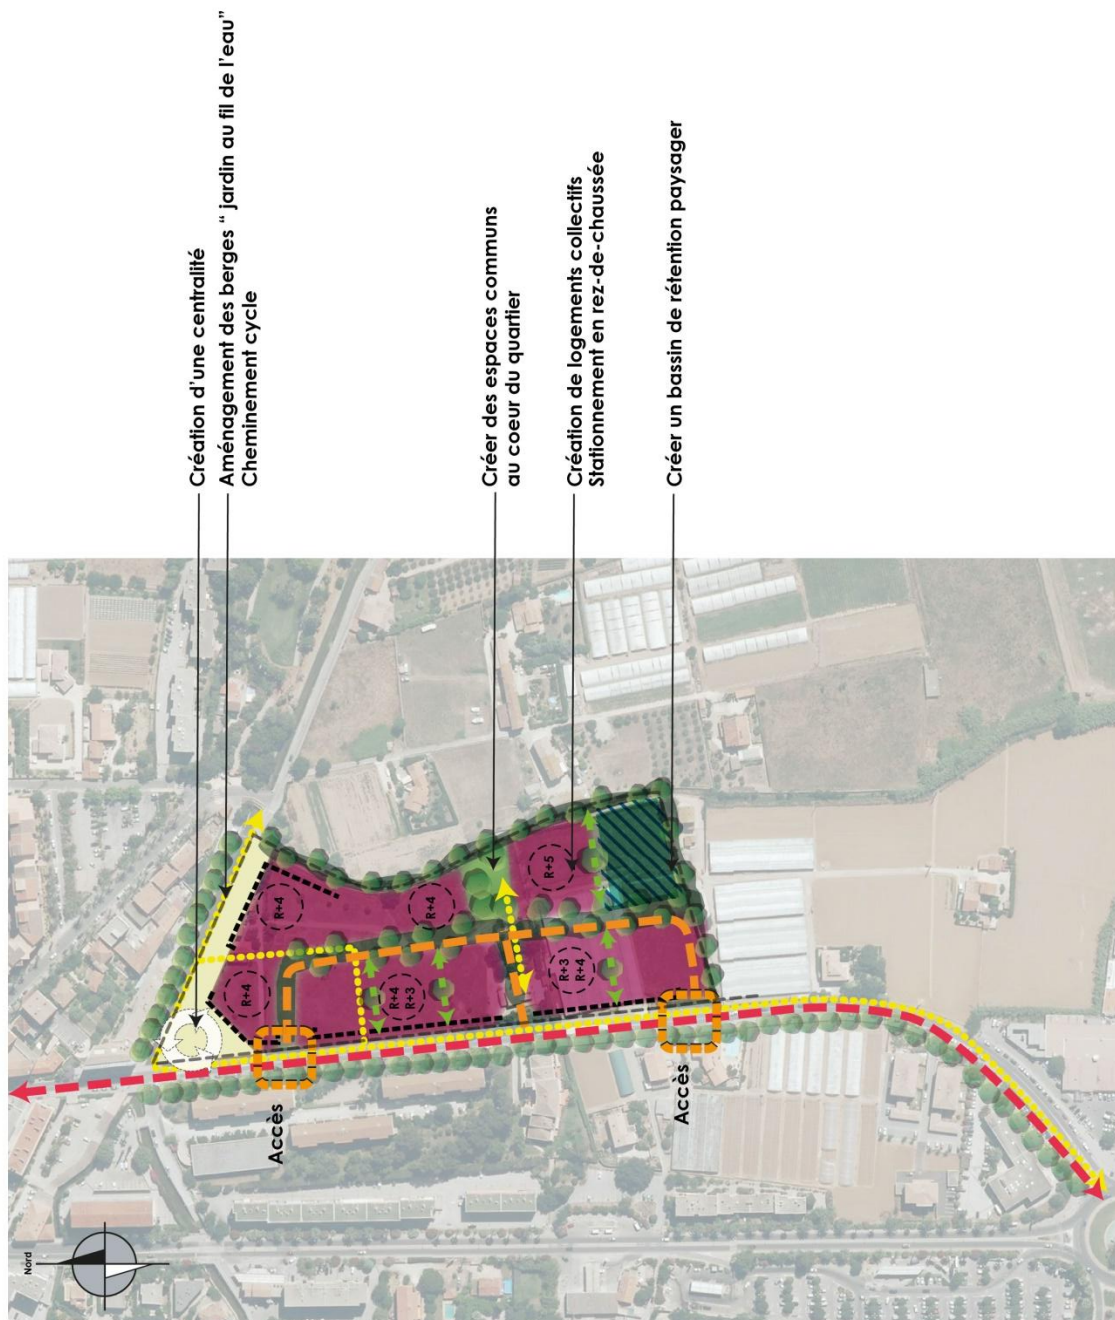 Création d'une centralité
Aménagement des berges “ jardin au fil de l'eau”
Cheminement cycle
Créer des espaces communs
au coeur du quartier
Création de logements collectifs
Stationnement en rez-de-chaussée
Créer un bassin de rétention paysager
R+4
R+4
R+4
R+5
R+4
R+3
R+3
R+4
Accès
Accès
Nord